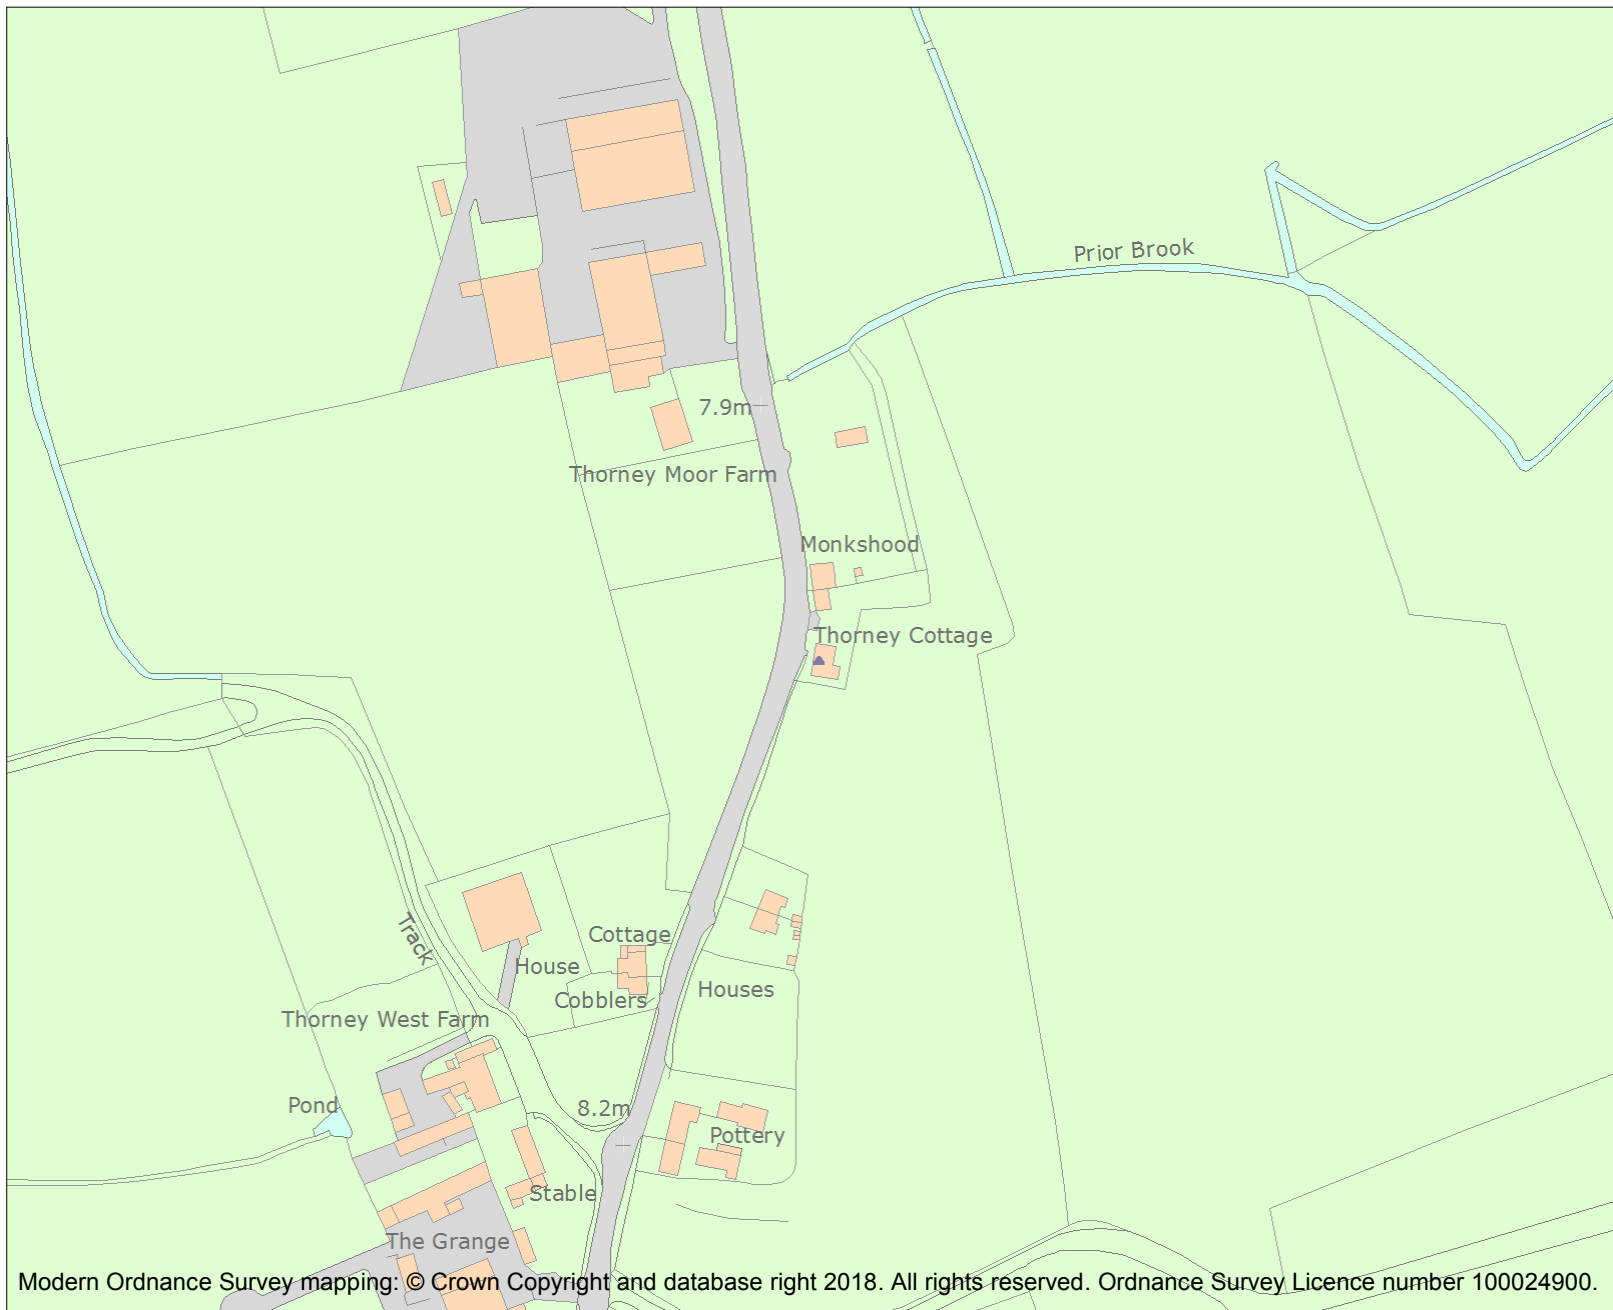 Prior Brook
7.9m
Thorney Moor Farm
Monkshood
Thorney Cottage
Track
Cottage
House
Houses
Cobblers
Thorney West Farm
Pond
8.2m
Pottery
Stable
The Grange
Modern Ordnance Survey mapping: © Crown Copyright and database right 2018. All rights reserved. Ordnance Survey Licence number 100024900.